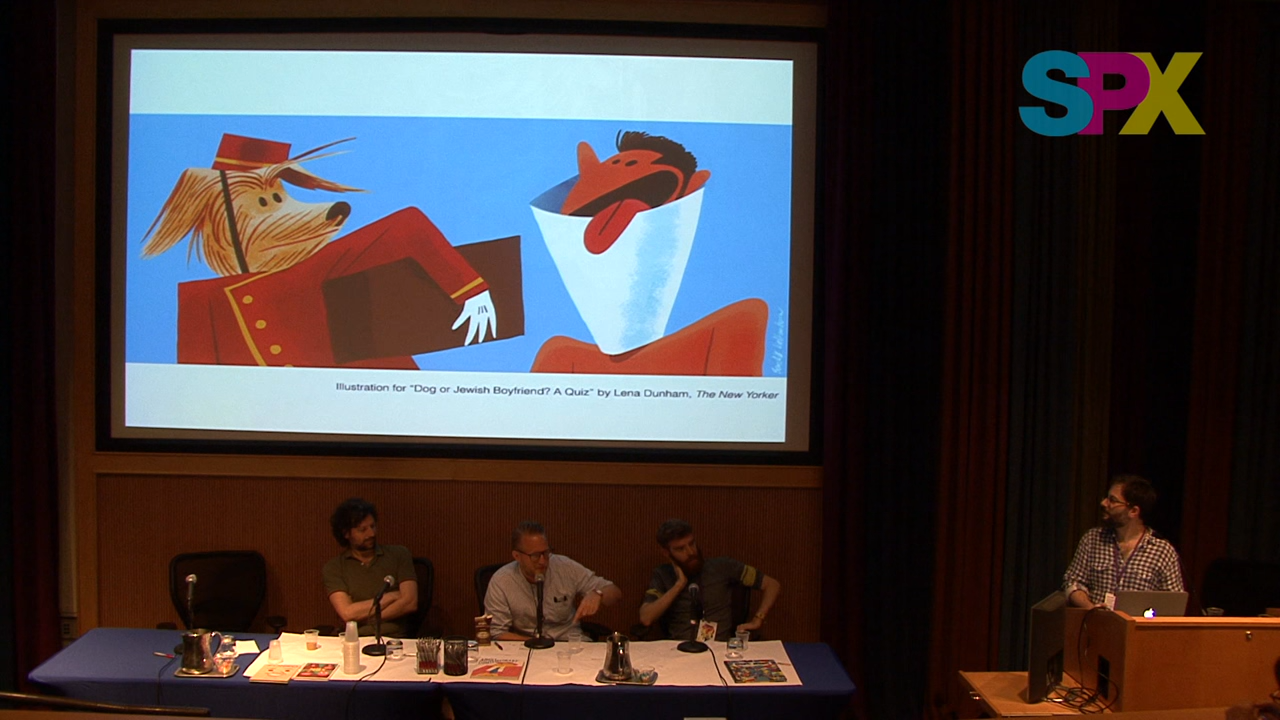 SPX
Illustration for "Dog or Jewish Boyfriend? A Quiz" by Lena Dunham, The New Yorker